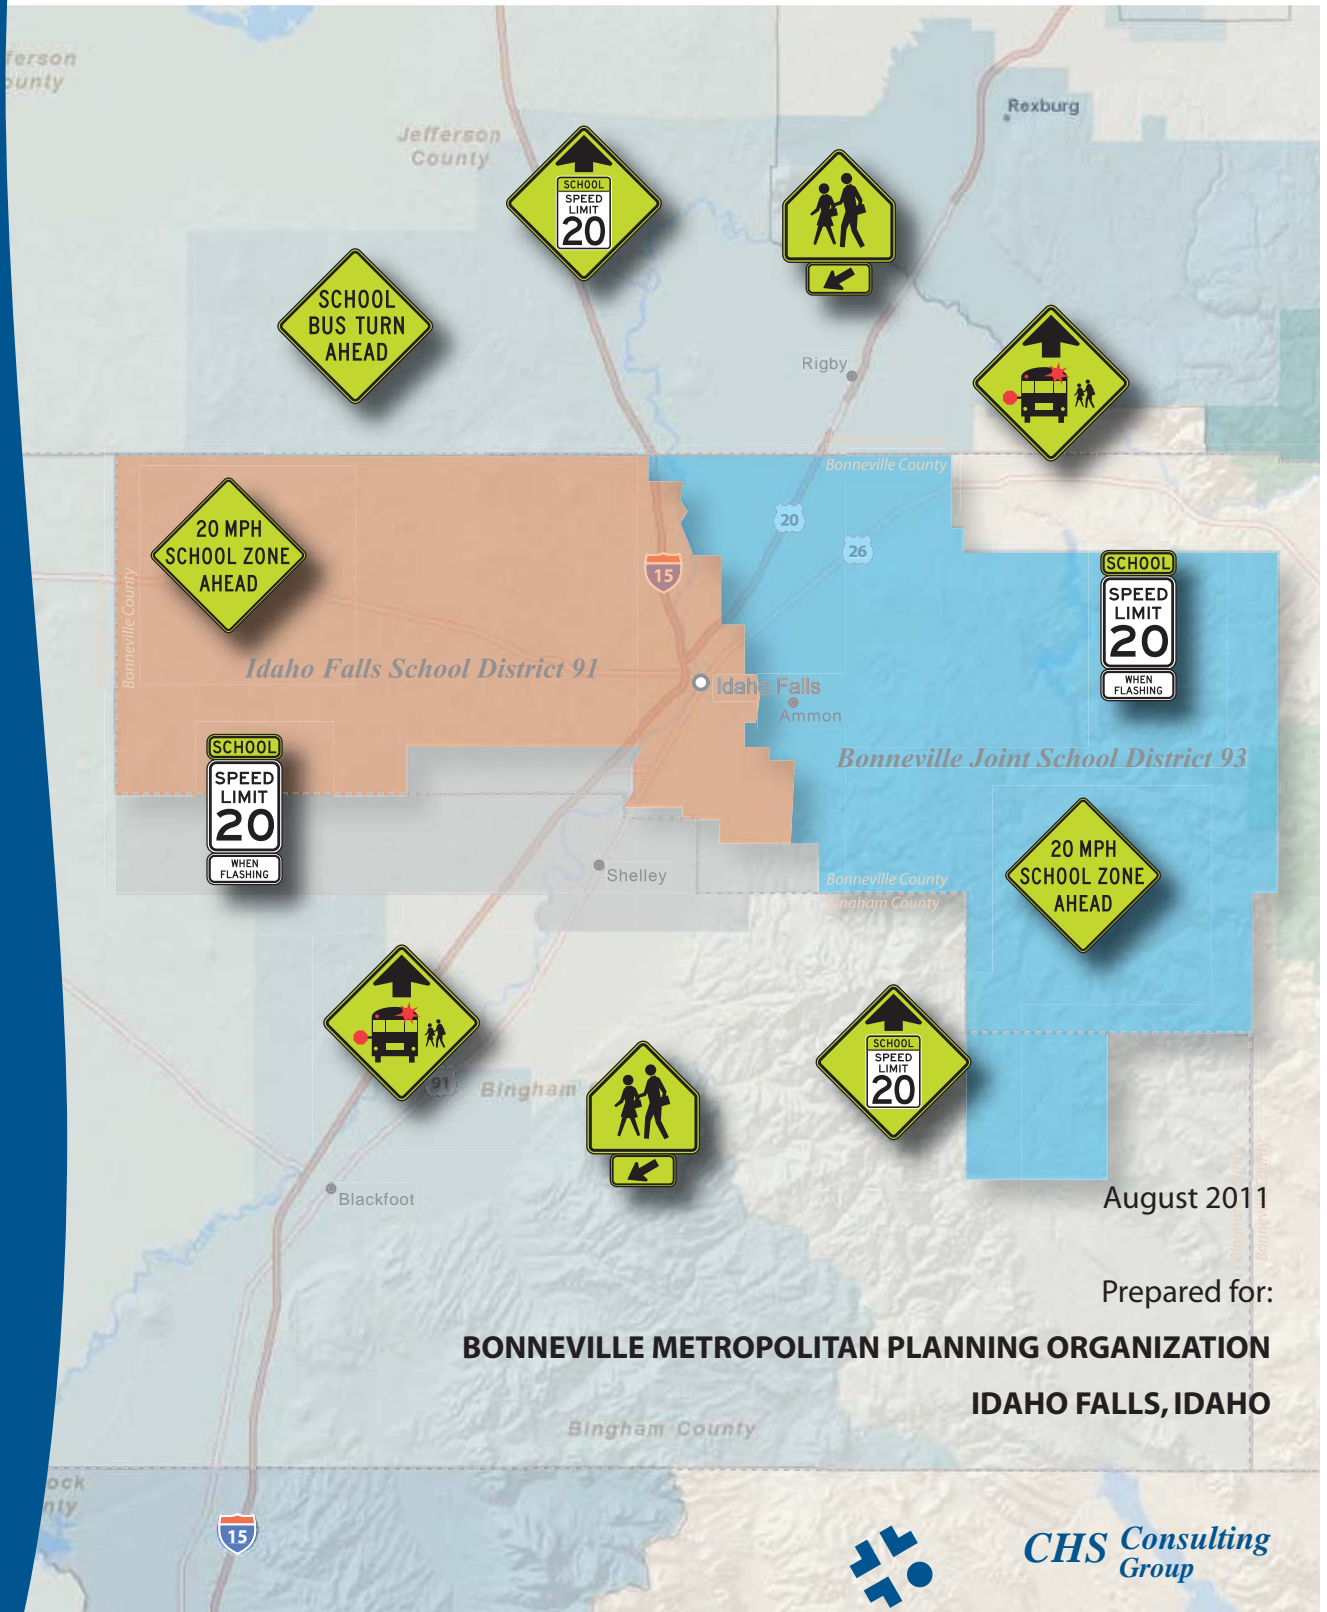 Jefferson
County
Rexburg
SCHOOL
SPEED
LIMIT
20
SCHOOL
BUS TURN
AHEAD
Rigby
Bonneville County
20
26
15
20 MPH
SCHOOL ZONE
AHEAD
Bonneville County
SCHOOL
SPEED
LIMIT
20
WHEN
FLASHING
Idaho Falls School District 91
Idaho Falls
Ammon
Bonneville Joint School District 93
SCHOOL
SPEED
LIMIT
20
WHEN
FLASHING
20 MPH
SCHOOL ZONE
AHEAD
Shelley
Bonneville County
Bingham County
SCHOOL
SPEED
LIMIT
20
91
Bingham
Blackfoot
August 2011
Prepared for:
BONNEVILLE METROPOLITAN PLANNING ORGANIZATION
IDAHO FALLS, IDAHO
Bingham County
15
CHS Consulting
Group